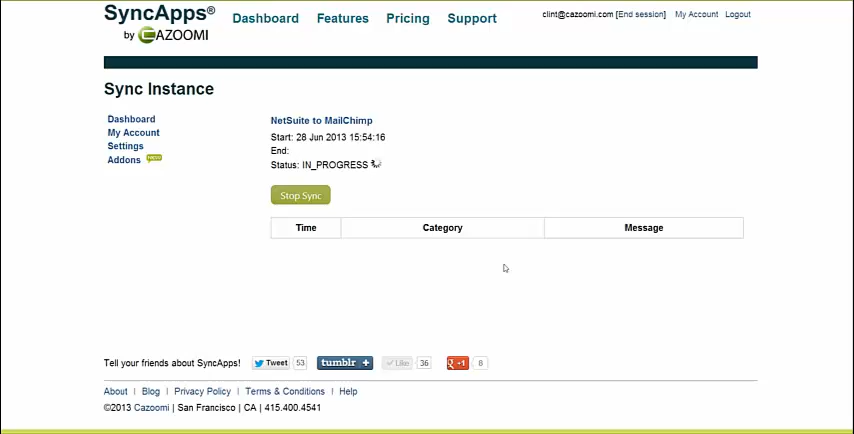 SyncApps®
by CAZOOMI
Dashboard Features Pricing Support
clint@cazoomi.com [End session] My Account Logout
Sync Instance
Dashboard
My Account
Settings
Addons
NetSuite to MailChimp
Start: 28 Jun 2013 15:54:16
End:
Status: IN_PROGRESS
Stop Sync
Time Category Message
Tell your friends about SyncApps! Tweet 53 tumblr + Like 36 g +1 8
About | Blog | Privacy Policy | Terms & Conditions | Help
©2013 Cazoomi | San Francisco | CA | 415.400.4541